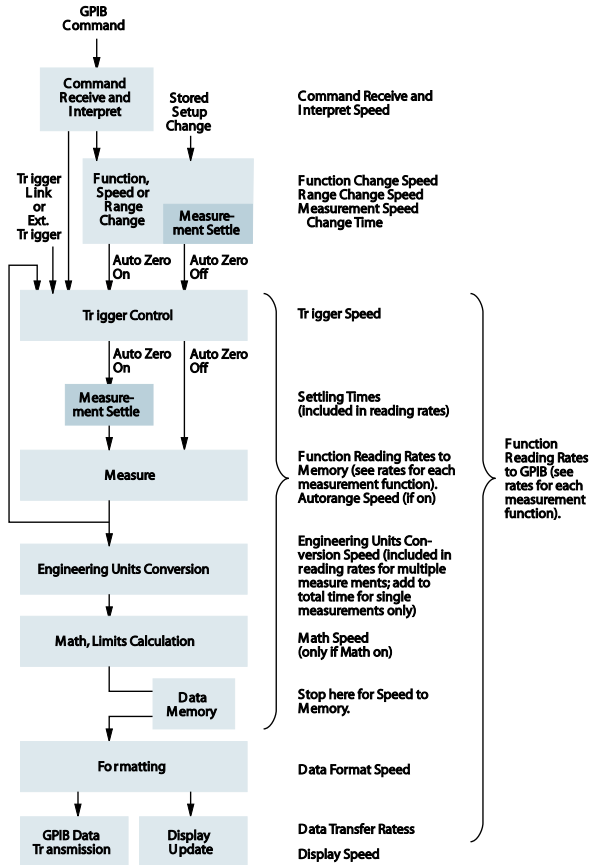 GPIB
Command
Command
Receive and
Interpret
Stored
Setup
Change
Command Receive and
Interpret Speed
Trigger
Link
or
Ext.
Trigger
Function,
Speed or
Range
Change
Measure-
ment Settle
Function Change Speed
Range Change Speed
Measurement Speed
Change Time
Auto Zero
On
Auto Zero
Off
Trigger Control
Trigger Speed
Auto Zero
On
Auto Zero
Off
Measure-
ment Settle
Settling Times
(included in reading rates)
Measure
Function Reading Rates to
Memory (see rates for each
measurement function).
Autorange Speed (if on)
Function
Reading Rates
to GPIB (see
rates for each
measurement
function).
Engineering Units Conversion
Engineering Units Con-
version Speed (included in
reading rates for multiple
measure ments; add to
total time for single
measurements only)
Math, Limits Calculation
Math Speed
(only if Math on)
Data
Memory
Stop here for Speed to
Memory.
Formatting
Data Format Speed
GPIB Data
Transmission
Display
Update
Data Transfer Ratess
Display Speed